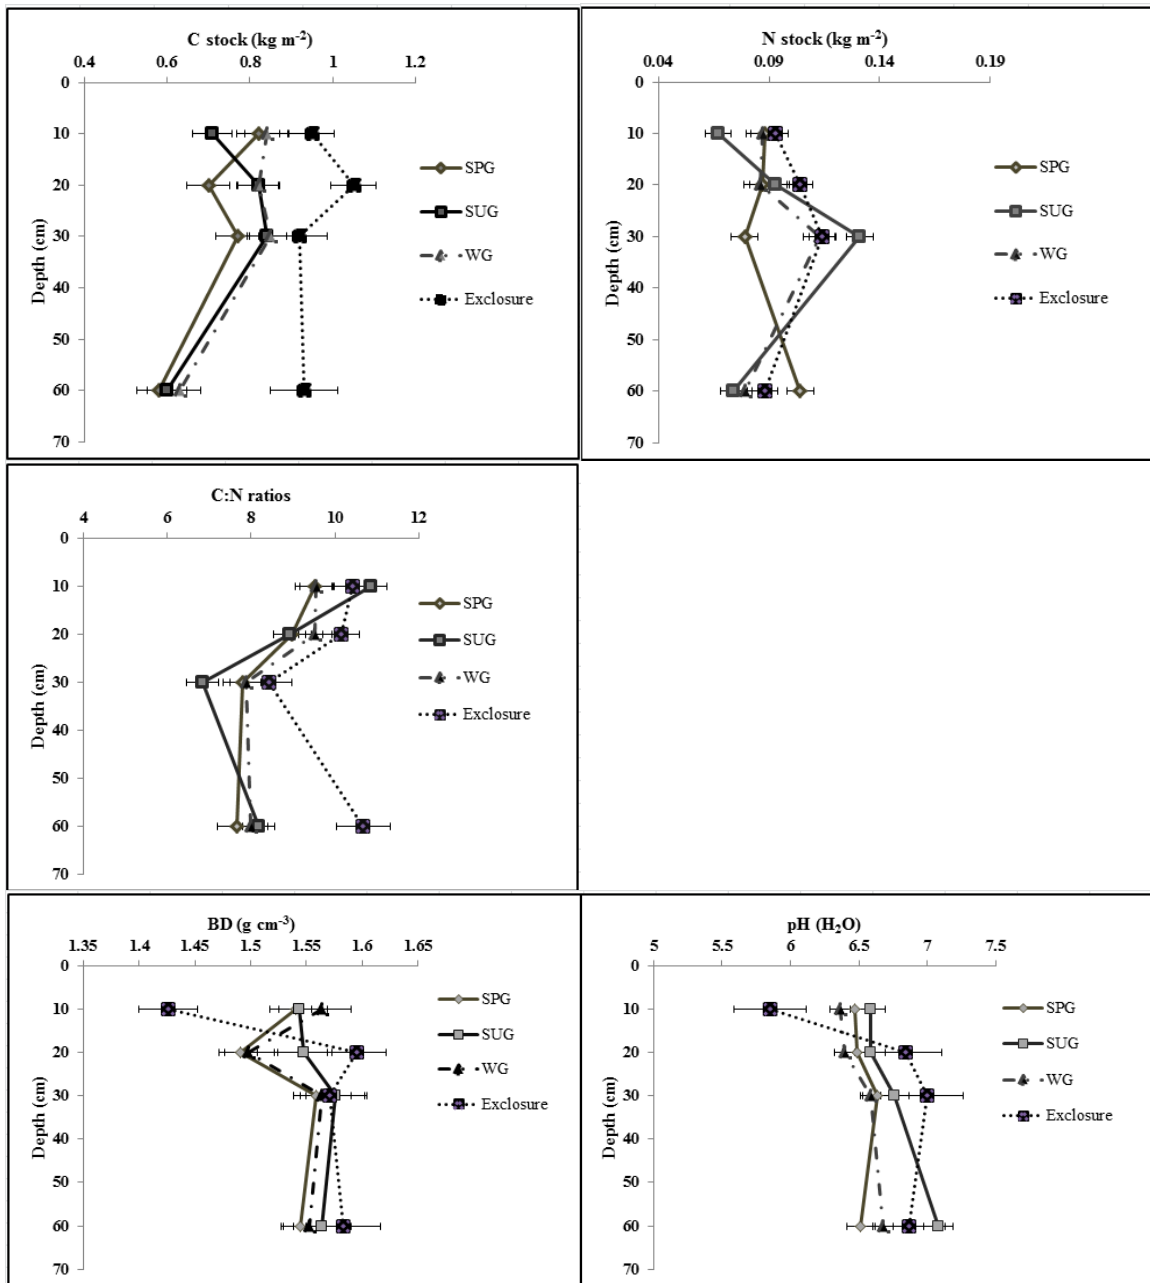 C stock (kg m-2)
0.4 0.6 0.8 1 1.2
0
10
20
30
40
50
60
70
Depth (cm)
SPG
SUG
WG
Exclosure
N stock (kg m-2)
0.04 0.09 0.14 0.19
0
10
20
30
40
50
60
70
Depth (cm)
SPG
SUG
WG
Exclosure
C:N ratios
4 6 8 10 12
0
10
20
30
40
50
60
70
Depth (cm)
SPG
SUG
WG
Exclosure
BD (g cm-3)
1.35 1.4 1.45 1.5 1.55 1.6 1.65
0
10
20
30
40
50
60
70
Depth (cm)
SPG
SUG
WG
Exclosure
pH (H₂O)
5 5.5 6 6.5 7 7.5
0
10
20
30
40
50
60
70
Depth (cm)
SPG
SUG
WG
Exclosure